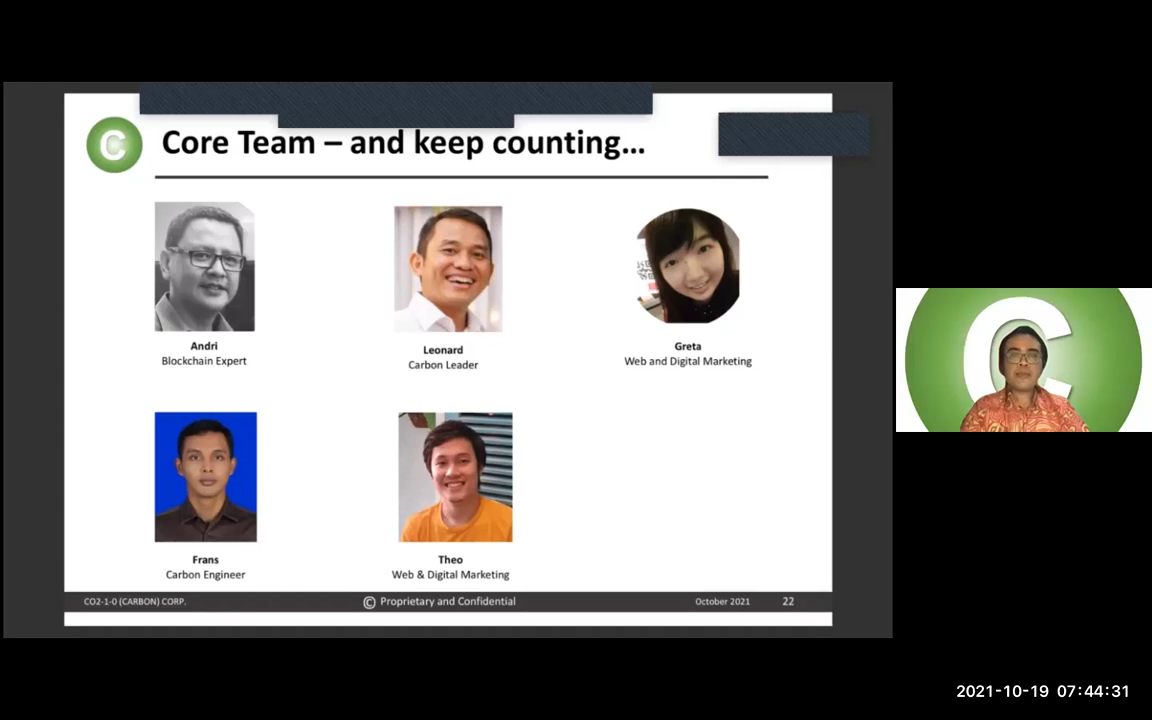 C
Core Team – and keep counting...
Andri
Blockchain Expert
Leonard
Carbon Leader
Greta
Web and Digital Marketing
Frans
Carbon Engineer
Theo
Web & Digital Marketing
CO2-1-0 (CARBON) CORP.
© Proprietary and Confidential
October 2021
22
C
2021-10-19 07:44:31